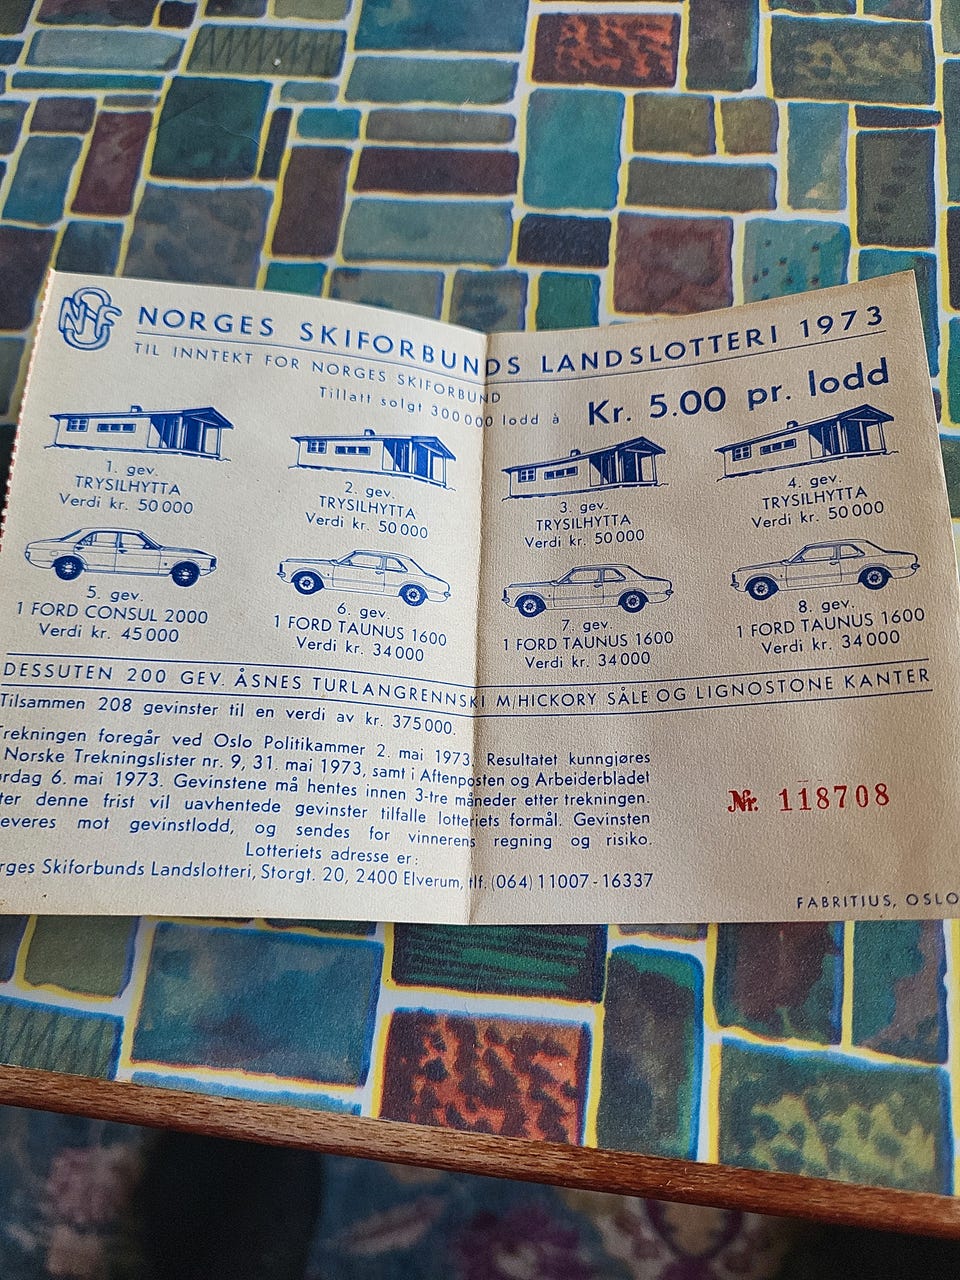 NORGES SKIFORBUNDS LANDSLOTTERI 1973
TIL INNTEKT FOR NORGES SKIFORBUND
Tillatt solgt 300000 lodd à Kr. 5.00 pr. lodd
1. gev.
TRYSILHYTTA
Verdi kr. 50000
2. gev.
TRYSILHYTTA
Verdi kr. 50000
3. gev.
TRYSILHYTTA
Verdi kr. 50000
4. gev.
TRYSILHYTTA
Verdi kr. 50000
5. gev.
1 FORD CONSUL 2000
Verdi kr. 45000
6. gev.
1 FORD TAUNUS 1600
Verdi kr. 34000
7. gev.
1 FORD TAUNUS 1600
Verdi kr. 34000
8. gev.
1 FORD TAUNUS 1600
Verdi kr. 34000
DESSUTEN 200 GEV. ÅSNES TURLANGRENNSKI M/HICKORY SÅLE OG LIGNOSTONE KANTER
Tilsammen 208 gevinster til en verdi av kr. 375000.
Trekningen foregår ved Oslo Politikammer 2. mai 1973. Resultatet kunngjøres
Norske Trekningslister nr. 9, 31. mai 1973, samt i Aftenposten og Arbeiderbladet
rdag 6. mai 1973. Gevinstene må hentes innen 3-tre måneder etter trekningen.
ter denne frist vil uavhentede gevinster tilfalle lotteriets formål. Gevinsten
leveres mot gevinstlodd, og sendes for vinnerens regning og risiko.
Lotteriets adresse er:
rges Skiforbunds Landslotteri, Storgt. 20, 2400 Elverum, tlf. (064) 11007-16337
Nr. 118708
FABRITIUS, OSLO